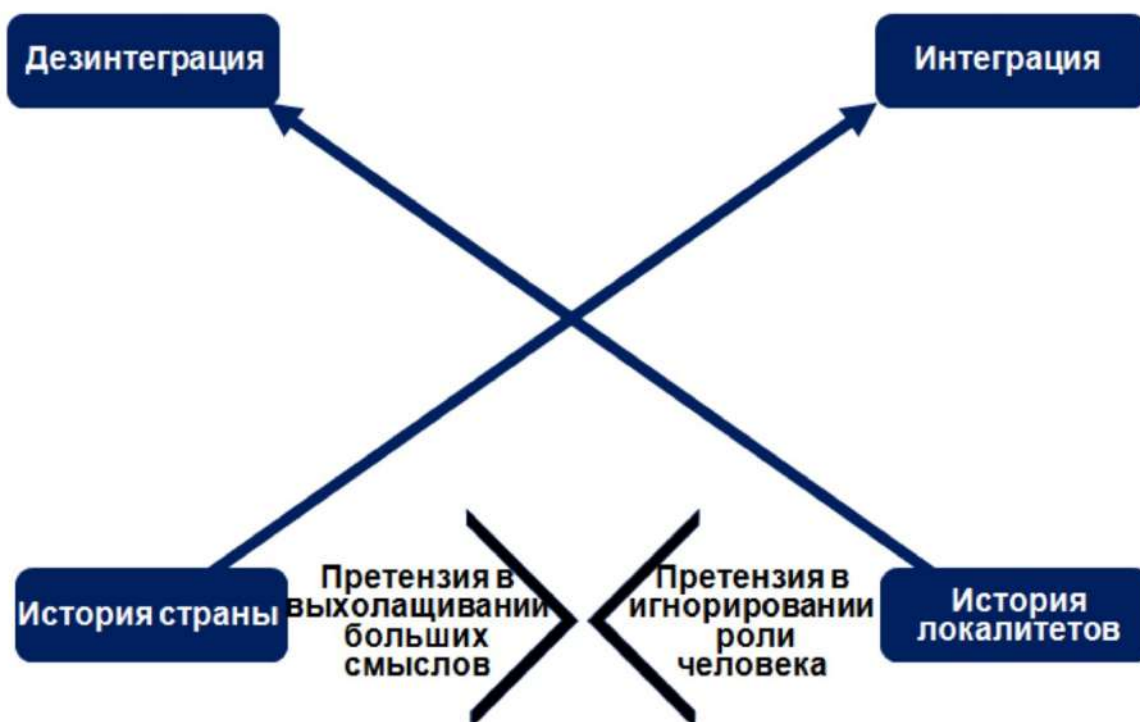 Дезинтеграция
Интеграция
История страны
Претензия в
выхолащивании
больших
смыслов
Претензия в
игнорировании
роли
человека
История
локалитетов